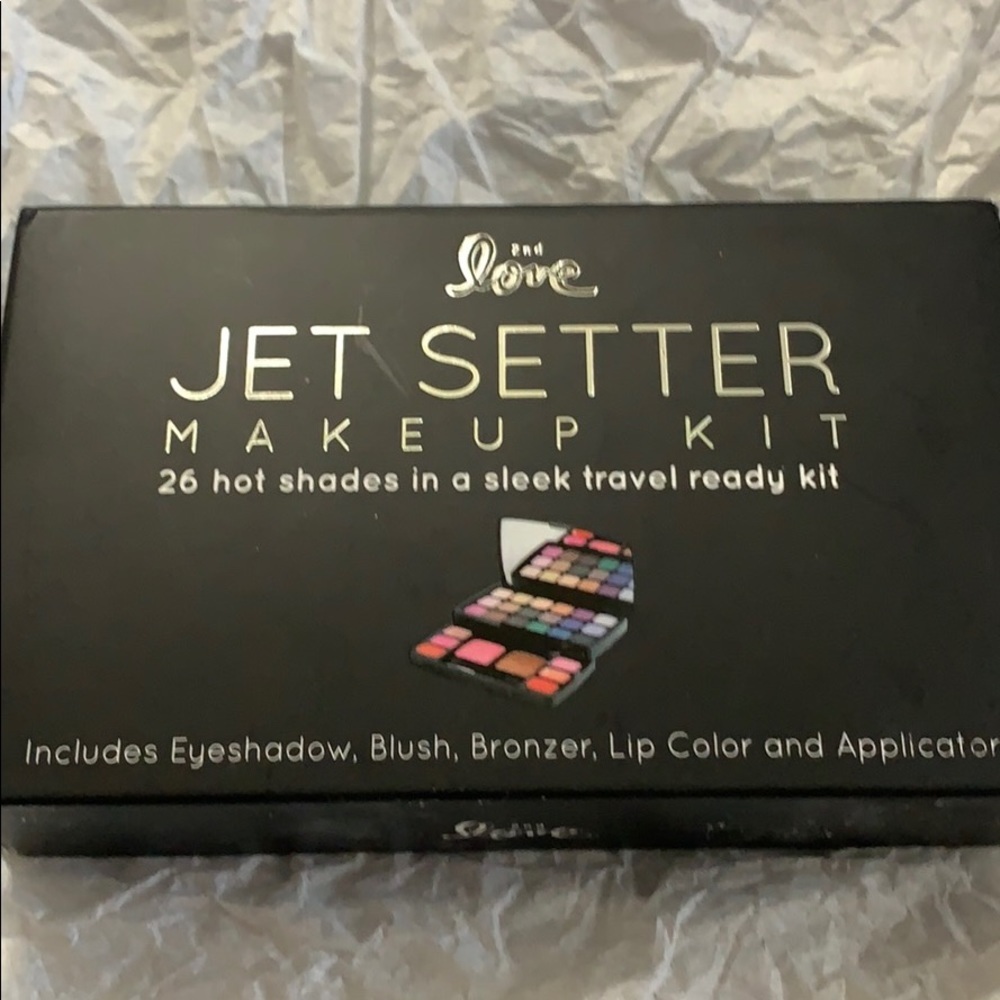 2nd
love
JET SETTER
MAKEUP KIT
26 hot shades in a sleek travel ready kit
Includes Eyeshadow, Blush, Bronzer, Lip Color and Applicator